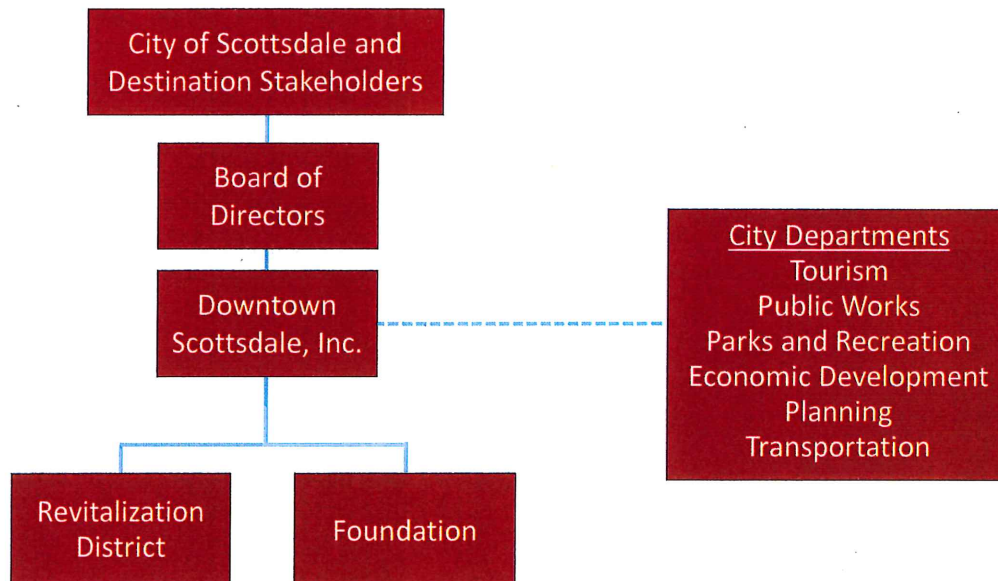 City of Scottsdale and
Destination Stakeholders
Board of
Directors
Downtown
Scottsdale, Inc.
City Departments
Tourism
Public Works
Parks and Recreation
Economic Development
Planning
Transportation
Revitalization
District
Foundation